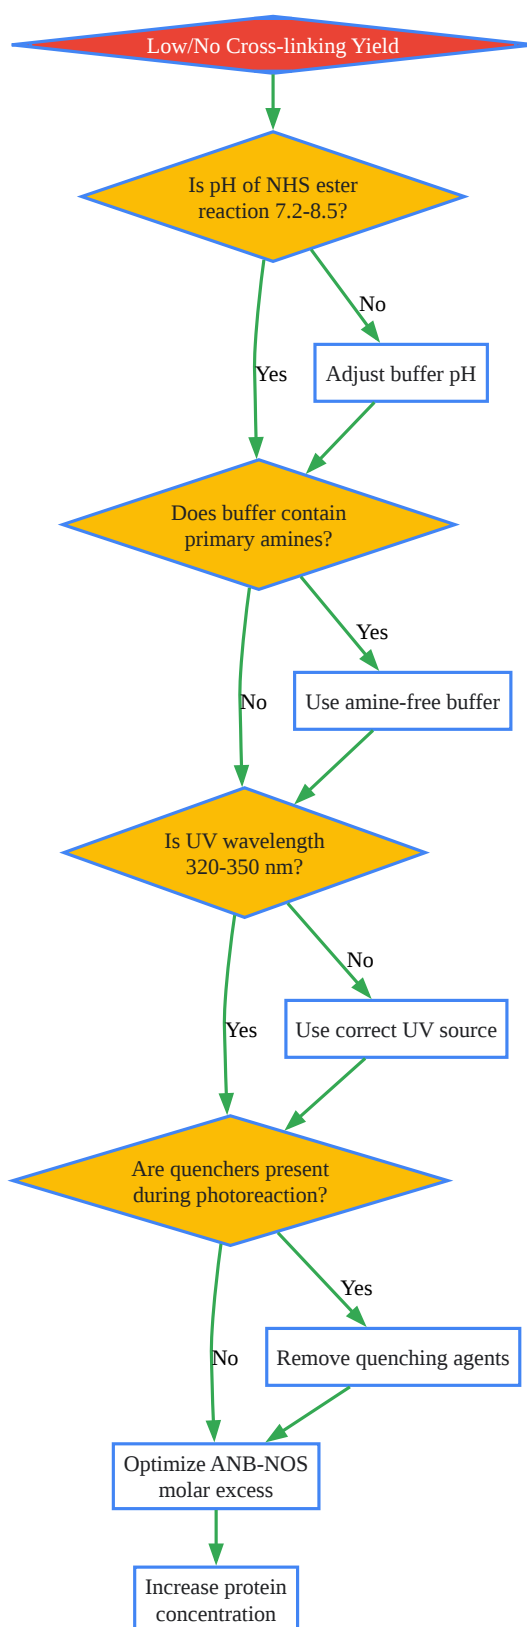 Low/No Cross-linking Yield
Is pH of NHS ester
reaction 7.2-8.5?
No
Yes
Adjust buffer pH
Does buffer contain
primary amines?
Yes
No
Use amine-free buffer
Is UV wavelength
320-350 nm?
No
Yes
Use correct UV source
Are quenchers present
during photoreaction?
Yes
No
Remove quenching agents
Optimize ANB-NOS
molar excess
Increase protein
concentration